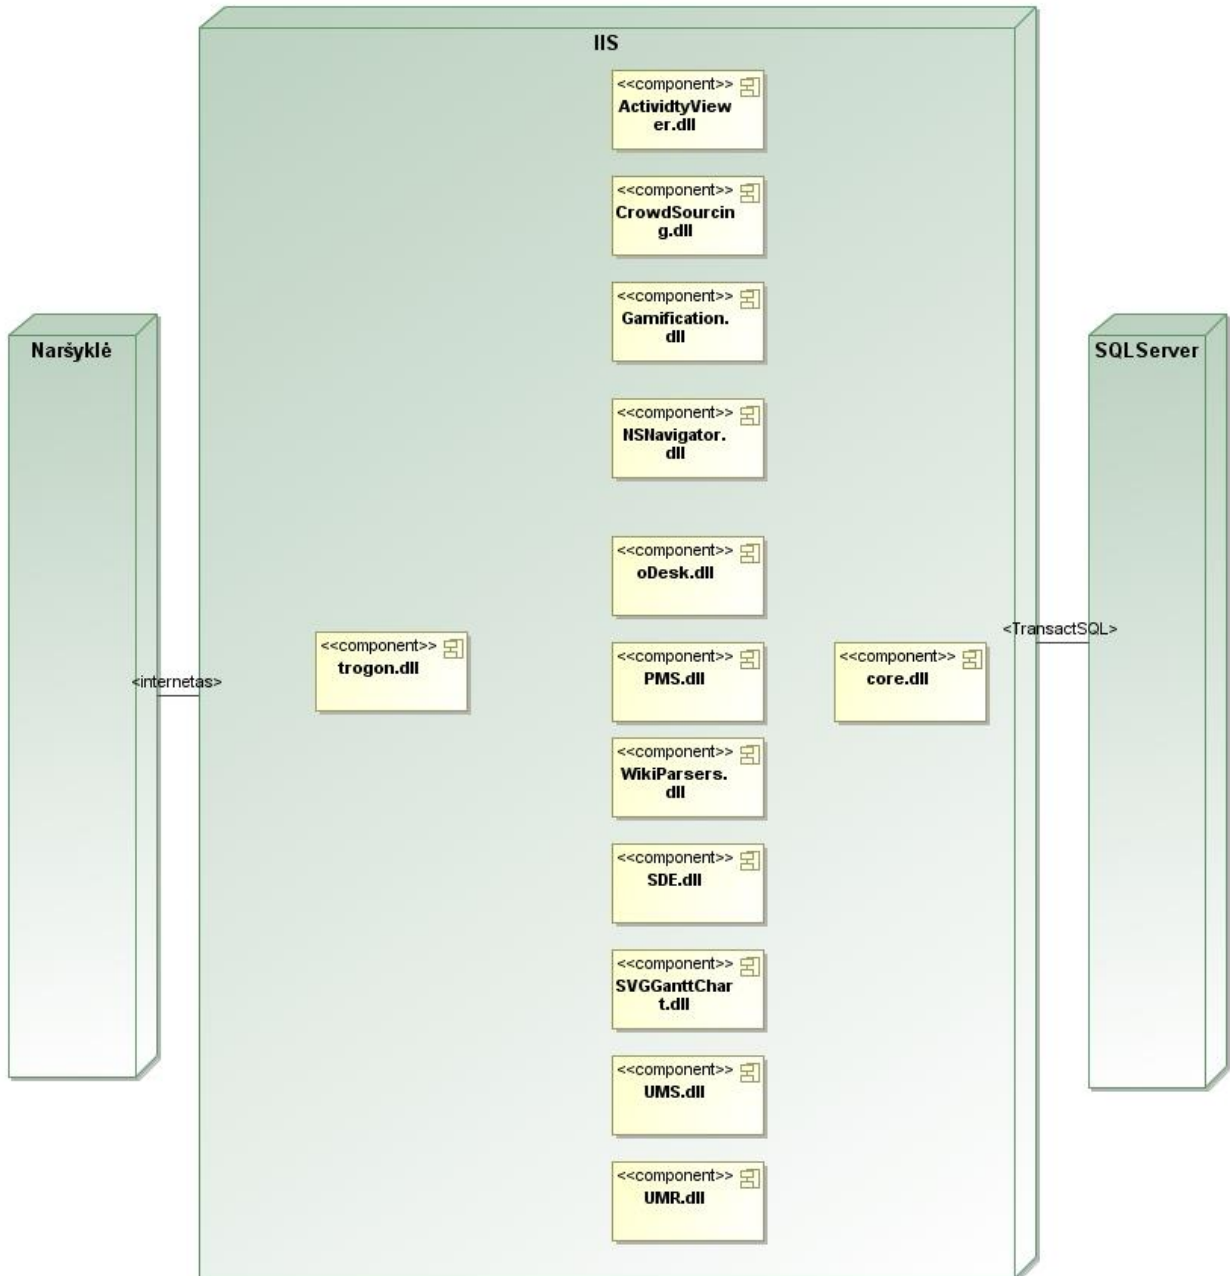 IIS
<<component>>
ActividtyView
er.dll
<<component>>
CrowdSourcin
g.dll
<<component>>
Gamification.
dll
Naršyklė
SQLServer
<<component>>
NSNavigator.
dll
<<component>>
oDesk.dll
<TransactSQL>
<<component>>
trogon.dll
<<component>>
PMS.dll
<<component>>
core.dll
<internetas>
<<component>>
WikiParsers.
dll
<<component>>
SDE.dll
<<component>>
SVGGanttChar
t.dll
<<component>>
UMS.dll
<<component>>
UMR.dll